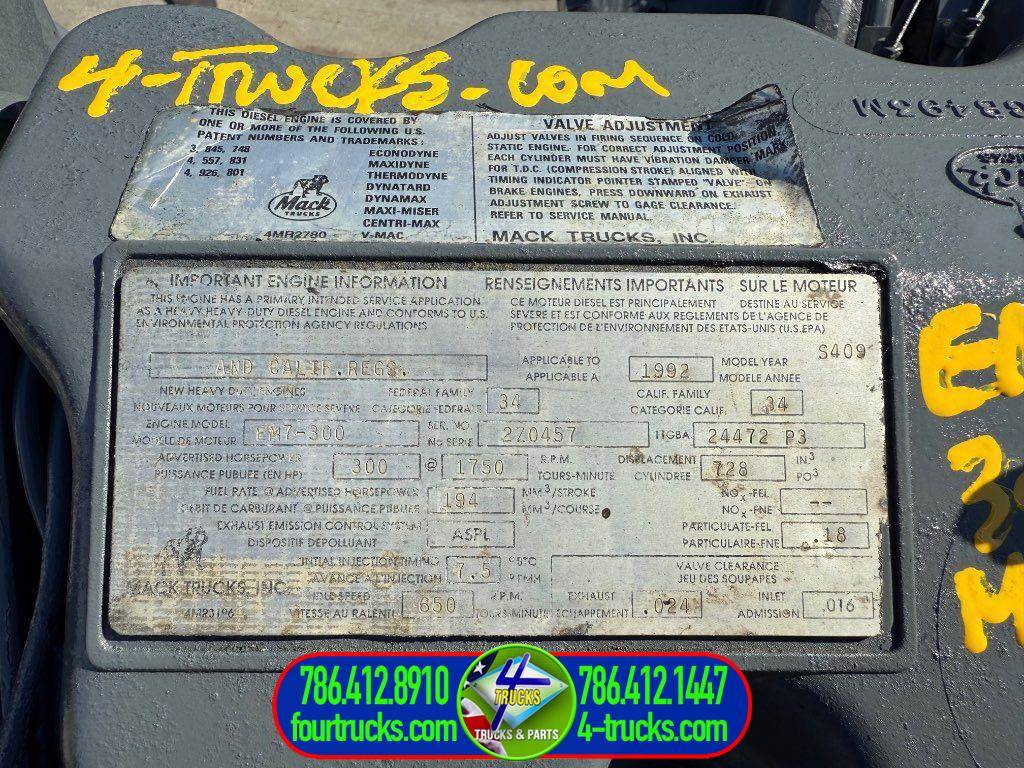 4-TRUCKS.COM
THIS DIESEL ENGINE IS COVERED BY
ONE OR MORE OF THE FOLLOWING U.S.
PATENT NUMBERS AND TRADEMARKS:
3, 845, 748
4, 557, 831
4, 926, 801
ECONODYNE
MAXIDYNE
THERMODYNE
DYNATARD
DYNAMAX
MAXI-MISER
CENTRI-MAX
V-MAC
Mack
TRUCKS
4MR2780
VALVE ADJUSTMENT
ADJUST VALVES IN FIRING SEQUENCE ON COLD,
STATIC ENGINE. FOR CORRECT ADJUSTMENT POSITION
EACH CYLINDER MUST HAVE VIBRATION DAMPER MARK
FOR T.D.C. (COMPRESSION STROKE) ALIGNED WITH
TIMING INDICATOR POINTER STAMPED "VALVE". ON
BRAKE ENGINES, PRESS DOWNWARD ON EXHAUST
ADJUSTMENT SCREW TO GAGE CLEARANCE.
REFER TO SERVICE MANUAL.
MACK TRUCKS, INC.
IMPORTANT ENGINE INFORMATION
THIS ENGINE HAS A PRIMARY INTENDED SERVICE APPLICATION
AS A HEAVY HEAVY-DUTY DIESEL ENGINE AND CONFORMS TO U.S.
ENVIRONMENTAL PROTECTION AGENCY REGULATIONS
RENSEIGNEMENTS IMPORTANTS SUR LE MOTEUR
CE MOTEUR DIESEL EST PRINCIPALEMENT DESTINE AU SERVICE
SEVERE ET EST CONFORME AUX REGLEMENTS DE L'AGENCE DE
PROTECTION DE L'ENVIRONNEMENT DES ETATS-UNIS (U.S.EPA)
S409
AND CALIF.REGS. APPLICABLE TO 1992 MODEL YEAR
APPLICABLE A MODELE ANNEE
NEW HEAVY DUTY ENGINES FEDERAL FAMILY 34 CALIF. FAMILY 34
NOUVEAUX MOTEURS POUR SERVICE SEVERE CATEGORIE FEDERALE CATEGORIE CALIF.
ENGINE MODEL EM7-300 SER. NO. 2Z0457 11GBA 24472 P3
MODELE DE MOTEUR No SERIE
ADVERTISED HORSEPOWER 300 @ 1750 R.P.M. DISPLACEMENT 728 IN.3
PUISSANCE PUBLIEE (EN HP) TOURS-MINUTE CYLINDREE PO3
FUEL RATE @ ADVERTISED HORSEPOWER 194 MM3/STROKE NOx-FEL --
DEBIT DE CARBURANT @ PUISSANCE PUBLIEE MM3/COURSE NOx-FNE
EXHAUST EMISSION CONTROL SYSTEM ASPL PARTICULATE-FEL .18
DISPOSITIF DEPOLLUANT PARTICULAIRE-FNE
INITIAL INJECTION TIMING 7.5 °BTC VALVE CLEARANCE
AVANCE A L'INJECTION °PMH JEU DES SOUPAPES
IDLE SPEED 650 R.P.M. EXHAUST .024 INLET .016
VITESSE AU RALENTI TOURS-MINUTE ECHAPPEMENT ADMISSION
MACK TRUCKS, INC.
4MR3196
786.412.8910
fourtrucks.com
4
TRUCKS
TRUCKS & PARTS
786.412.1447
4-trucks.com